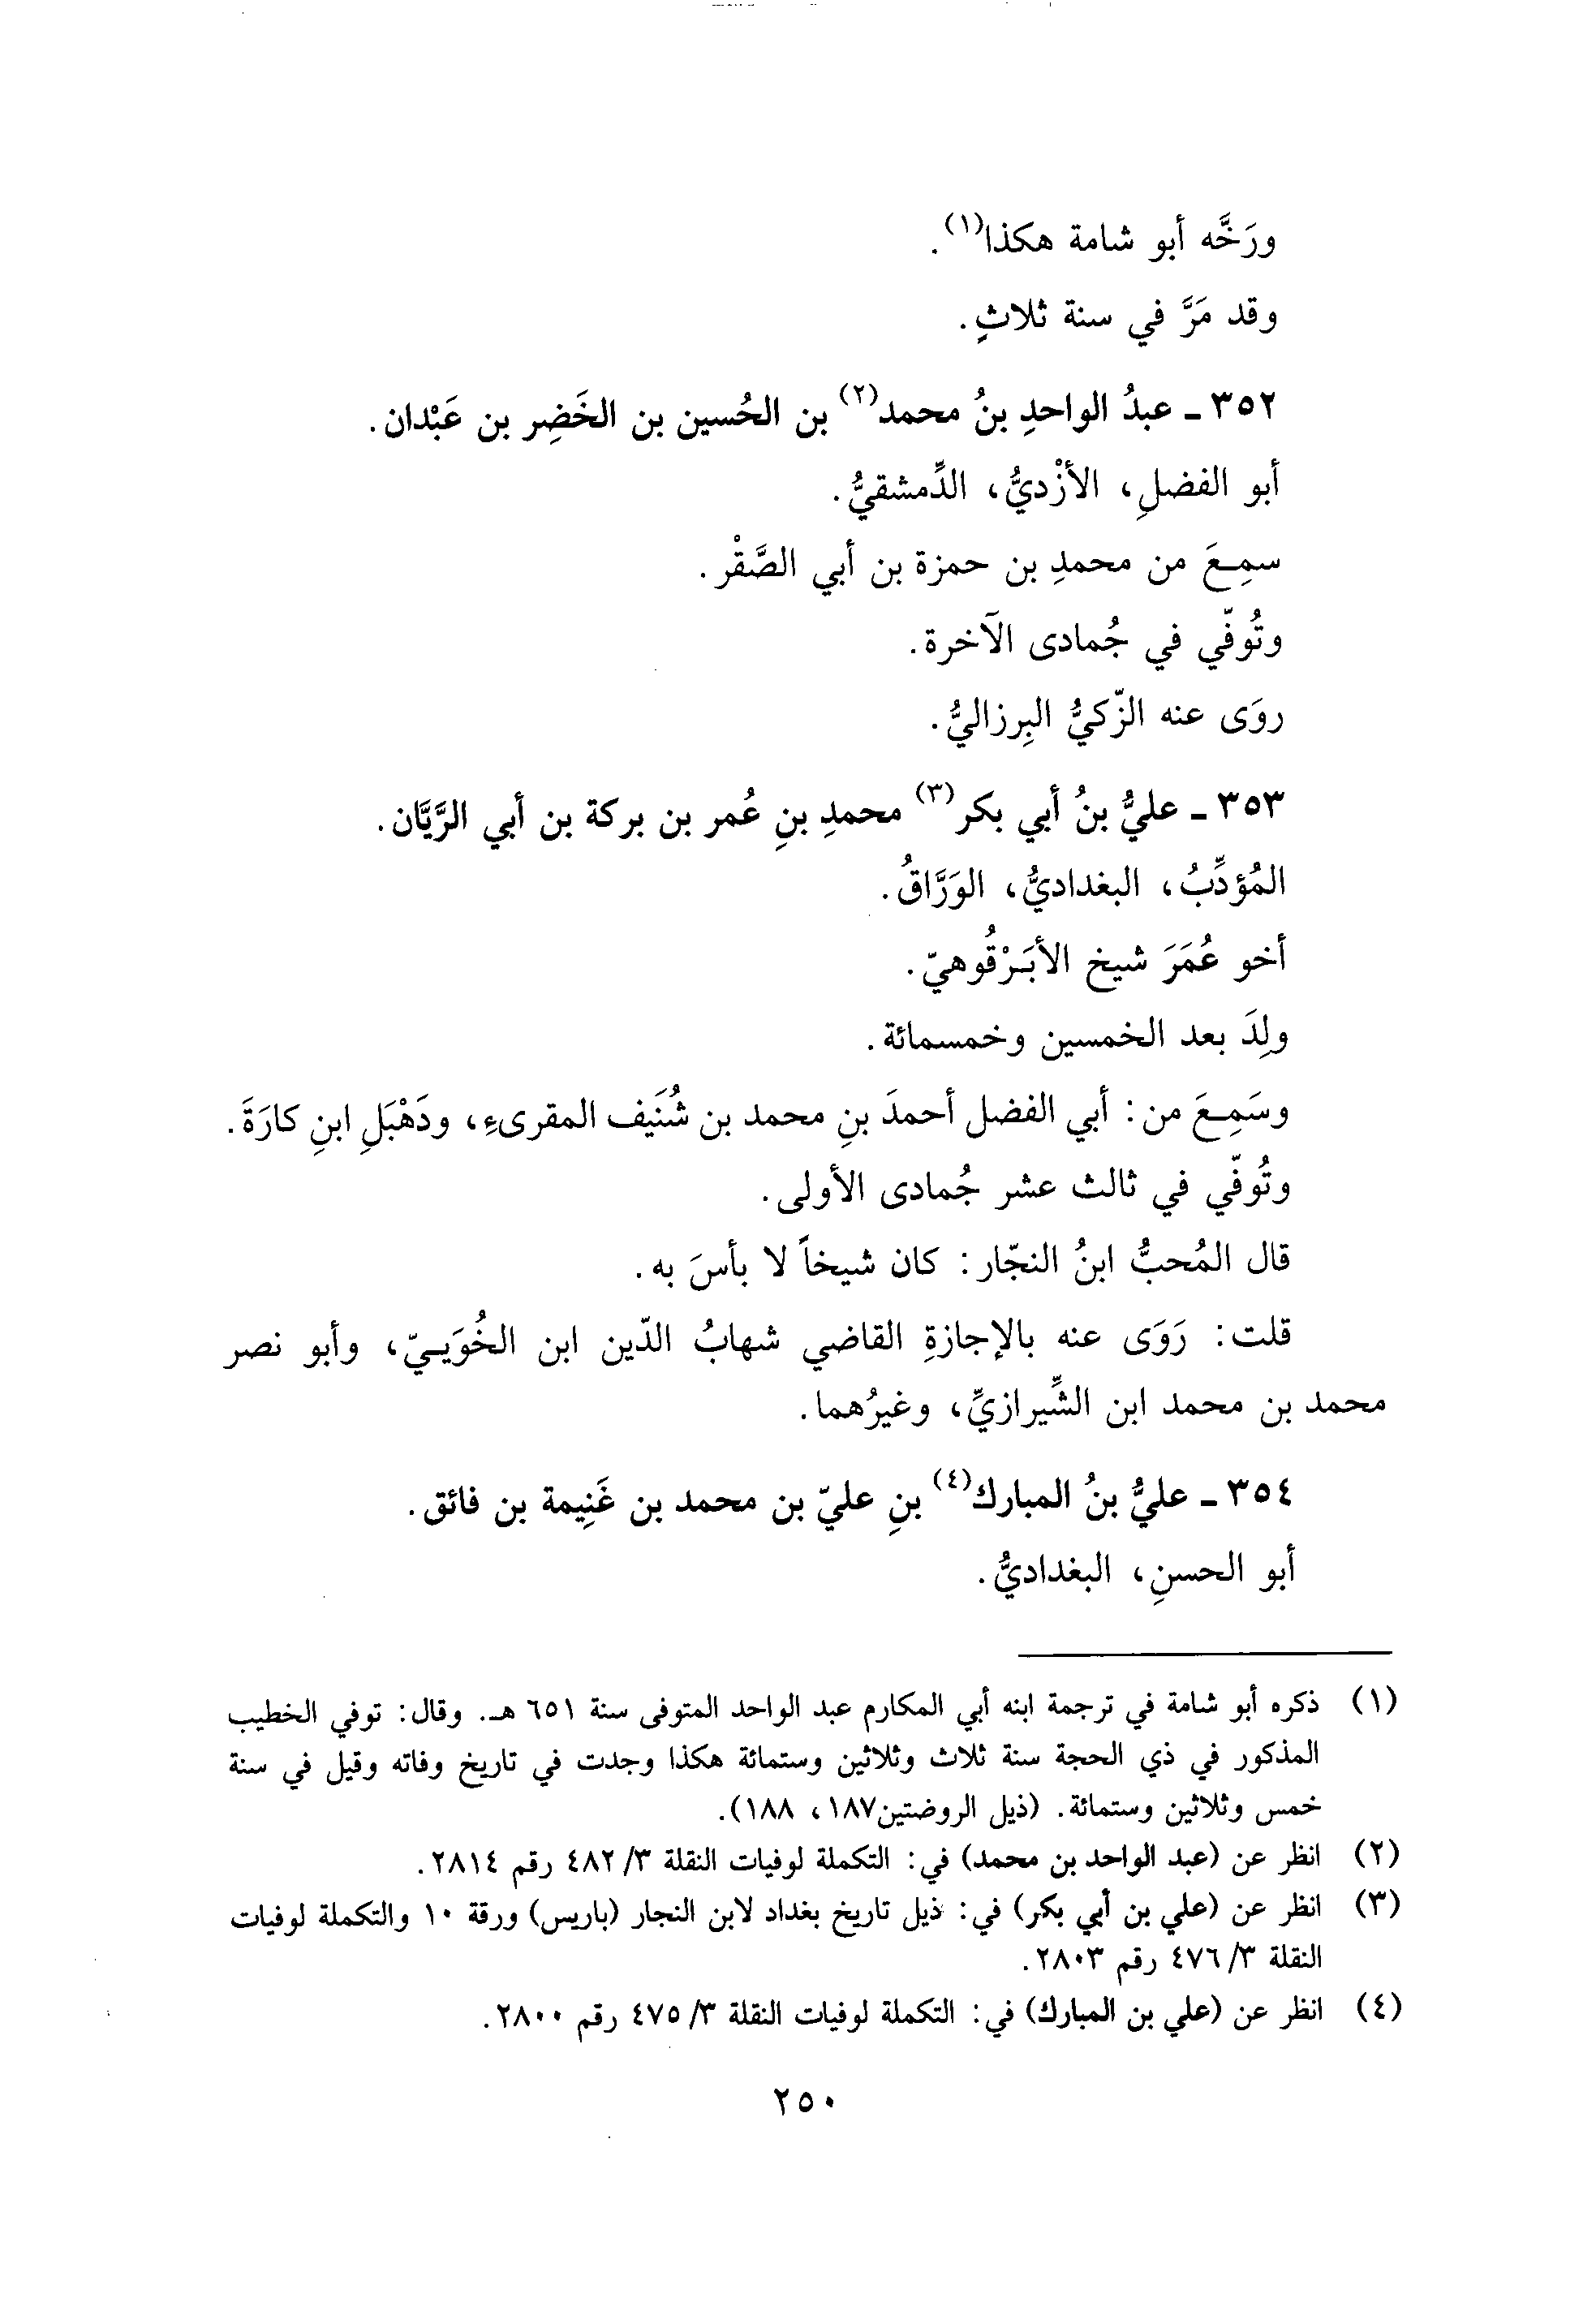 ورَخَّه أبو شامة هكذا(١).
وقد مَرَّ في سنة ثلاثٍ.
٣٥٢ ـ عبدُ الواحدِ بنُ محمد(٢) بن الحُسين بن الخَضِر بن عَبْدان.
أبو الفضلِ، الأزْديُّ، الدِّمشقيُّ.
سمِعَ من محمدِ بن حمزة بن أبي الصَّقْر.
وتُوفّي في جُمادى الآخرة.
روَى عنه الزّكيُّ البِرزاليُّ.
٣٥٣ ـ عليُّ بنُ أبي بكر(٣) محمدِ بنِ عُمر بن بركة بن أبي الرَّيَّان.
المُؤدِّبُ، البغداديُّ، الوَرَّاقُ.
أخو عُمَرَ شيخ الأبَرْقُوهيّ.
ولِدَ بعد الخمسين وخمسمائة.
وسَمِعَ من: أبي الفضل أحمدَ بنِ محمد بن شُنَيف المقرىءِ، ودَهْبَلِ ابنِ كارَةَ.
وتُوفّي في ثالث عشر جُمادى الأولى.
قال المُحبُّ ابنُ النجّار: كان شيخاً لا بأسَ به.
قلت: رَوَى عنه بالإجازةِ القاضي شهابُ الدّين ابن الخُوَييّ، وأبو نصر
محمد بن محمد ابن الشِّيرازيِّ، وغيرُهما.
٣٥٤ ـ عليُّ بنُ المبارك(٤) بنِ عليّ بن محمد بن غَنِيمة بن فائق.
أبو الحسنِ، البغداديُّ.
(١) ذكره أبو شامة في ترجمة ابنه أبي المكارم عبد الواحد المتوفى سنة ٦٥١ هـ. وقال: توفي الخطيب
المذكور في ذي الحجة سنة ثلاث وثلاثين وستمائة هكذا وجدت في تاريخ وفاته وقيل في سنة
خمس وثلاثين وستمائة. (ذيل الروضتين١٨٧، ١٨٨).
(٢) انظر عن (عبد الواحد بن محمد) في: التكملة لوفيات النقلة ٣/ ٤٨٢ رقم ٢٨١٤.
(٣) انظر عن (علي بن أبي بكر) في: ذيل تاريخ بغداد لابن النجار (باريس) ورقة ١٠ والتكملة لوفيات
النقلة ٣/ ٤٧٦ رقم ٢٨٠٣.
(٤) انظر عن (علي بن المبارك) في: التكملة لوفيات النقلة ٣/ ٤٧٥ رقم ٢٨٠٠.
٢٥٠